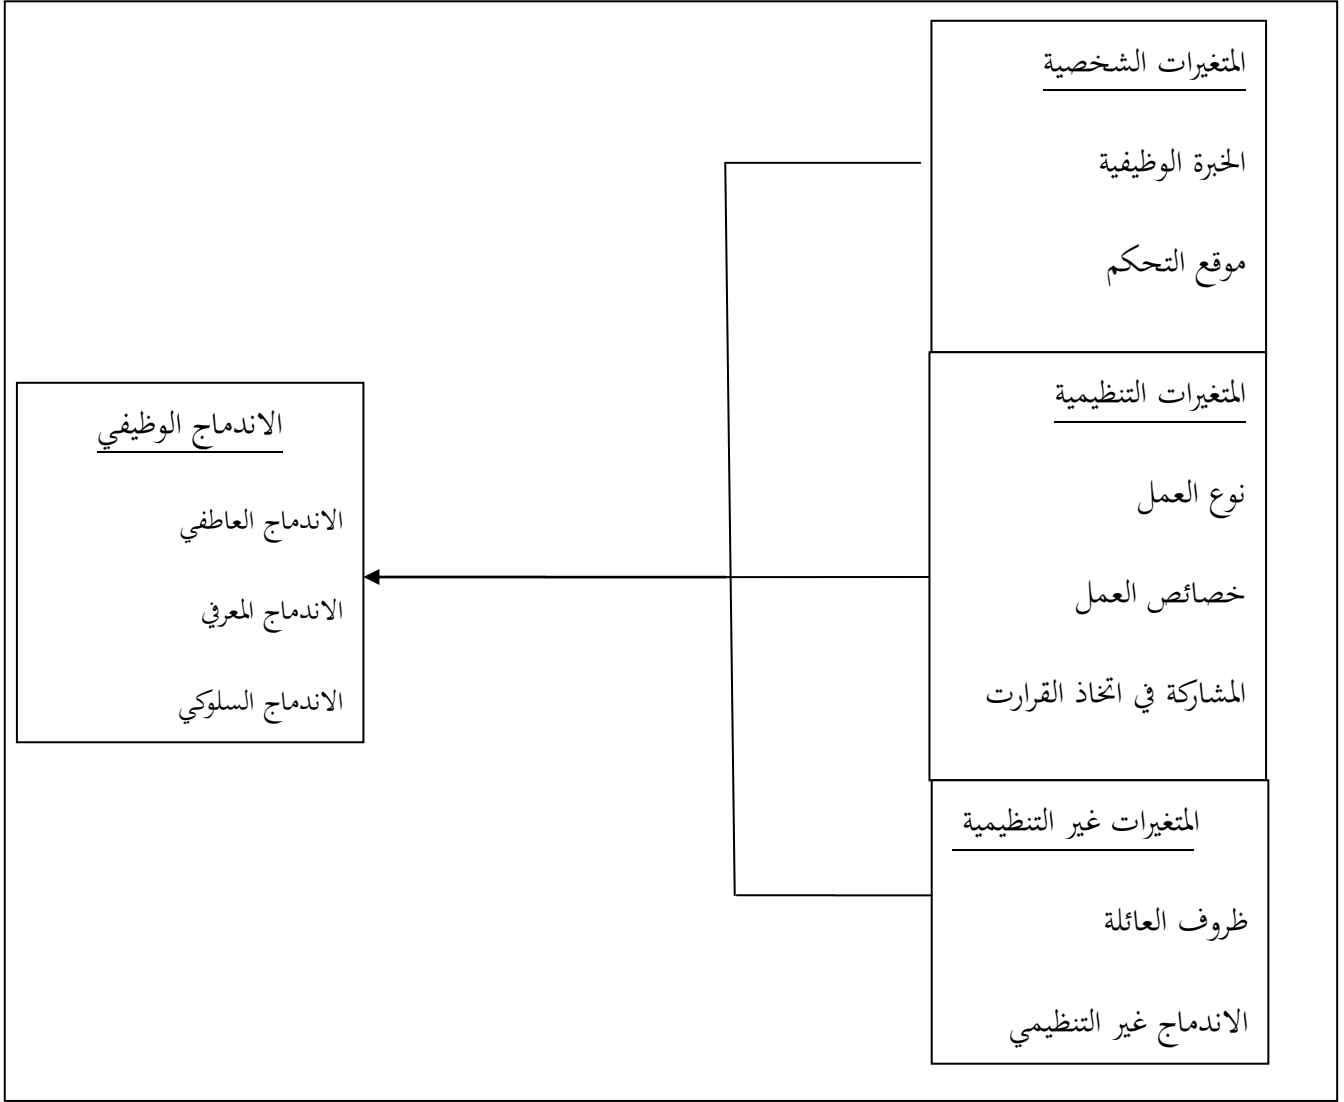 المتغيرات الشخصية
الخبرة الوظيفية
موقع التحكم
المتغيرات التنظيمية
نوع العمل
خصائص العمل
المشاركة في اتخاذ القرارت
المتغيرات غير التنظيمية
ظروف العائلة
الاندماج غير التنظيمي
الاندماج الوظيفي
الاندماج العاطفي
الاندماج المعرفي
الاندماج السلوكي